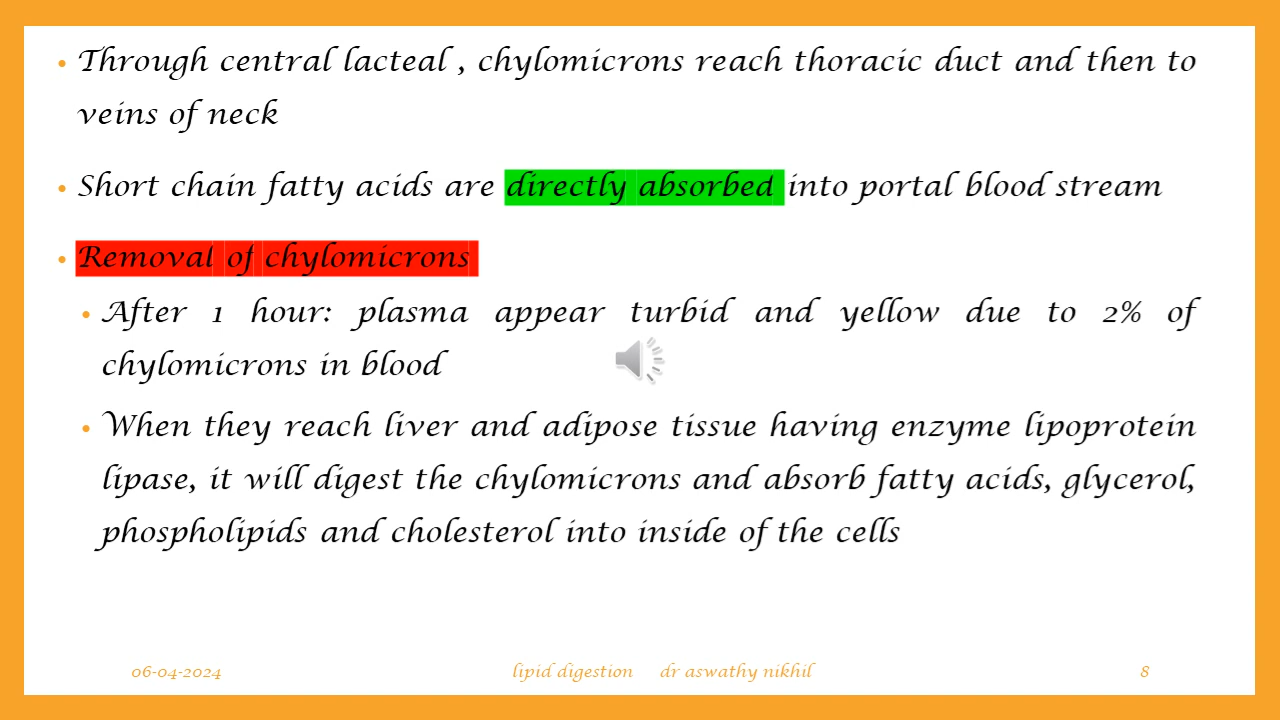 • Through central lacteal , chylomicrons reach thoracic duct and then to
veins of neck
• Short chain fatty acids are directly absorbed into portal blood stream
• Removal of chylomicrons
• After 1 hour: plasma appear turbid and yellow due to 2% of
chylomicrons in blood
• When they reach liver and adipose tissue having enzyme lipoprotein
lipase, it will digest the chylomicrons and absorb fatty acids, glycerol,
phospholipids and cholesterol into inside of the cells
06-04-2024 lipid digestion dr aswathy nikhil 8